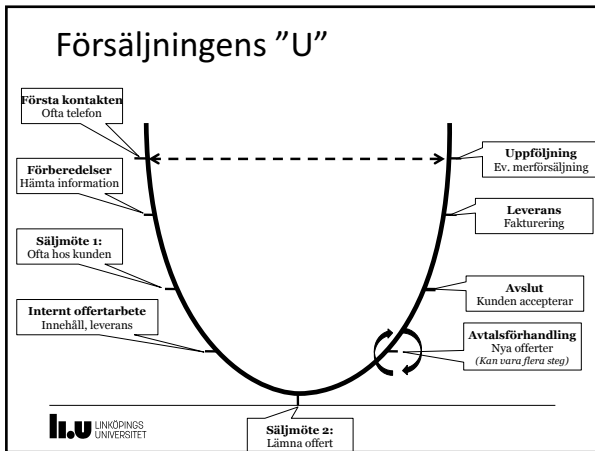 Försäljningens ”U”
Första kontakten
Ofta telefon
Förberedelser
Hämta information
Säljmöte 1:
Ofta hos kunden
Internt offertarbete
Innehåll, leverans
Säljmöte 2:
Lämna offert
Avtalsförhandling
Nya offerter
(Kan vara flera steg)
Avslut
Kunden accepterar
Leverans
Fakturering
Uppföljning
Ev. merförsäljning
LINKÖPINGS
UNIVERSITET